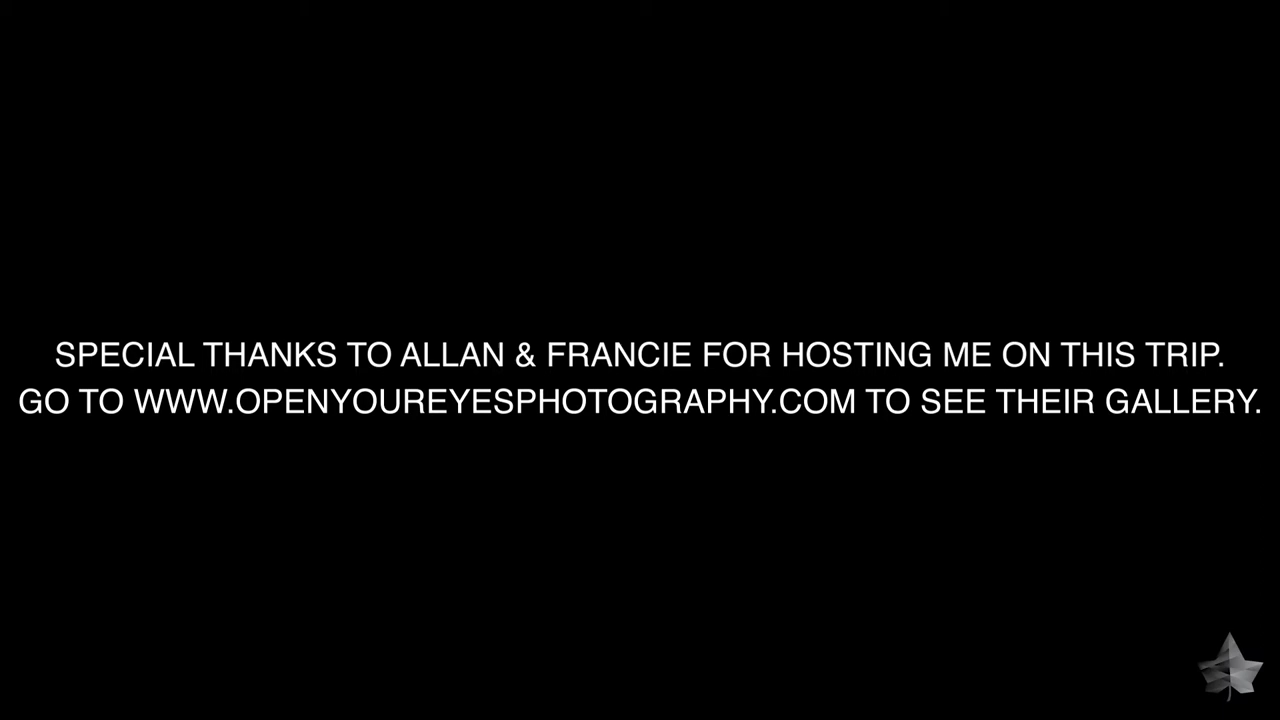 SPECIAL THANKS TO ALLAN & FRANCIE FOR HOSTING ME ON THIS TRIP.
GO TO WWW.OPENYOUREYESPHOTOGRAPHY.COM TO SEE THEIR GALLERY.